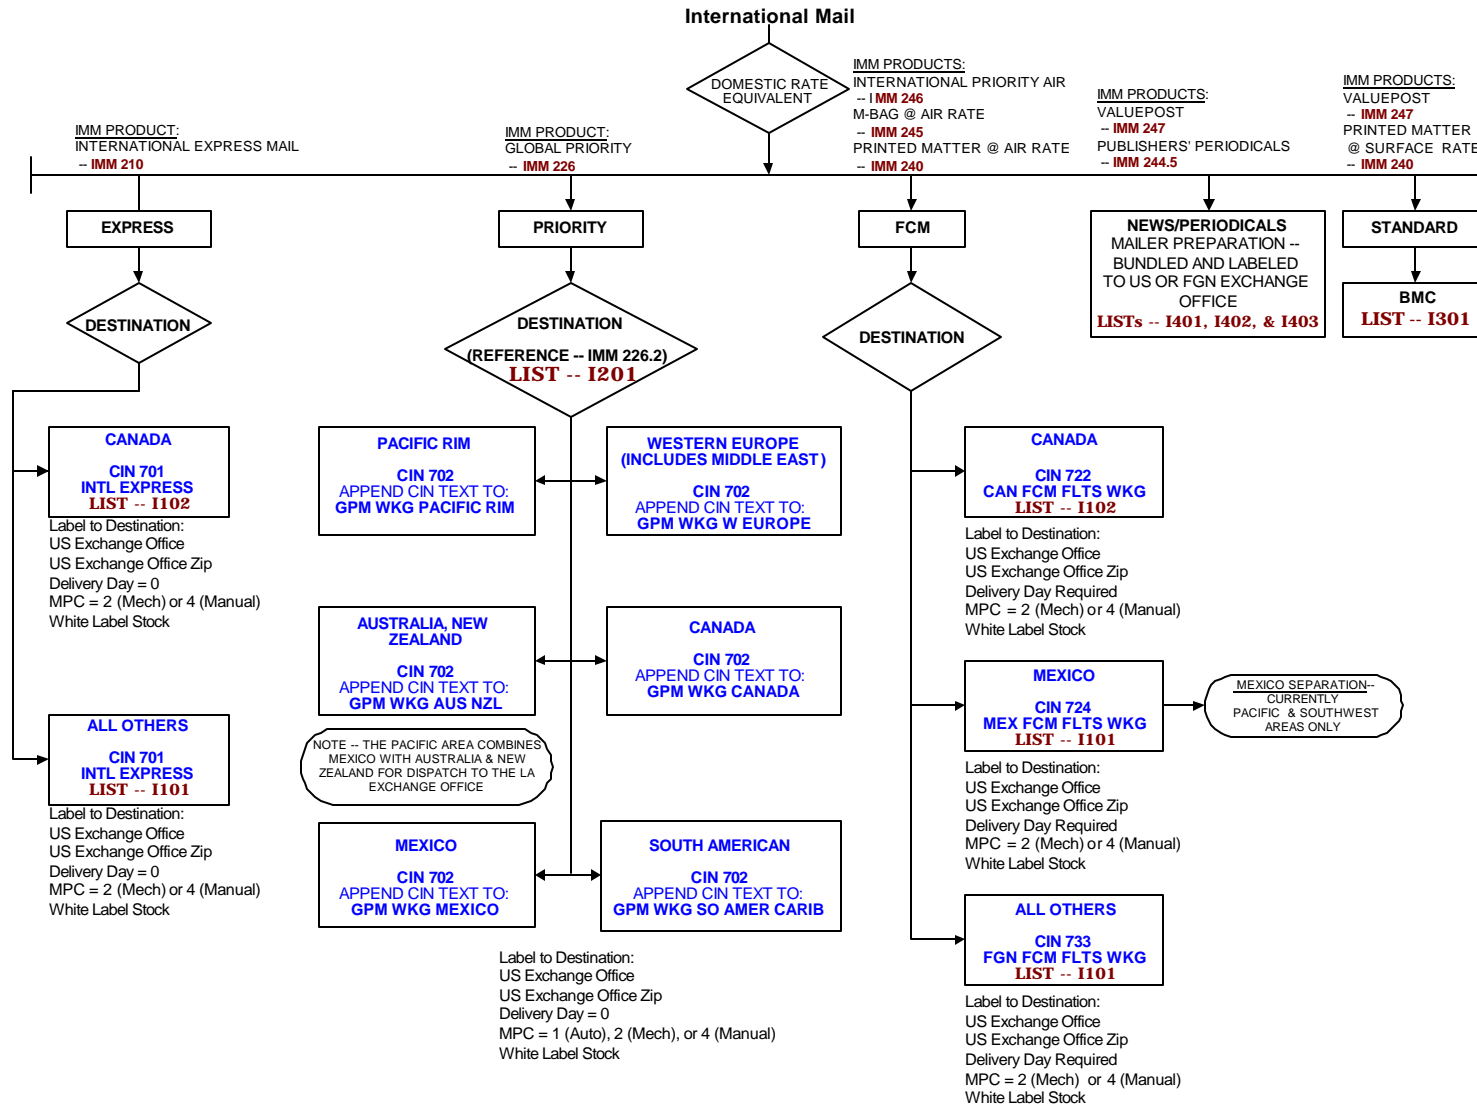 International Mail
DOMESTIC RATE
EQUIVALENT
IMM PRODUCT:
INTERNATIONAL EXPRESS MAIL
-- IMM 210
IMM PRODUCT:
GLOBAL PRIORITY
-- IMM 226
IMM PRODUCTS:
INTERNATIONAL PRIORITY AIR
-- IMM 246
M-BAG @ AIR RATE
-- IMM 245
PRINTED MATTER @ AIR RATE
-- IMM 240
IMM PRODUCTS:
VALUEPOST
-- IMM 247
PUBLISHERS' PERIODICALS
-- IMM 244.5
IMM PRODUCTS:
VALUEPOST
-- IMM 247
PRINTED MATTER
@ SURFACE RATE
-- IMM 240
EXPRESS
PRIORITY
FCM
NEWS/PERIODICALS
MAILER PREPARATION --
BUNDLED AND LABELED
TO US OR FGN EXCHANGE
OFFICE
LISTs -- I401, I402, & I403
STANDARD
BMC
LIST -- I301
DESTINATION
DESTINATION
(REFERENCE -- IMM 226.2)
LIST -- I201
DESTINATION
CANADA
CIN 701
INTL EXPRESS
LIST -- I102
Label to Destination:
US Exchange Office
US Exchange Office Zip
Delivery Day = 0
MPC = 2 (Mech) or 4 (Manual)
White Label Stock
ALL OTHERS
CIN 701
INTL EXPRESS
LIST -- I101
Label to Destination:
US Exchange Office
US Exchange Office Zip
Delivery Day = 0
MPC = 2 (Mech) or 4 (Manual)
White Label Stock
PACIFIC RIM
CIN 702
APPEND CIN TEXT TO:
GPM WKG PACIFIC RIM
WESTERN EUROPE
(INCLUDES MIDDLE EAST)
CIN 702
APPEND CIN TEXT TO:
GPM WKG W EUROPE
AUSTRALIA, NEW
ZEALAND
CIN 702
APPEND CIN TEXT TO:
GPM WKG AUS NZL
CANADA
CIN 702
APPEND CIN TEXT TO:
GPM WKG CANADA
NOTE -- THE PACIFIC AREA COMBINES
MEXICO WITH AUSTRALIA & NEW
ZEALAND FOR DISPATCH TO THE LA
EXCHANGE OFFICE
MEXICO
CIN 702
APPEND CIN TEXT TO:
GPM WKG MEXICO
SOUTH AMERICAN
CIN 702
APPEND CIN TEXT TO:
GPM WKG SO AMER CARIB
Label to Destination:
US Exchange Office
US Exchange Office Zip
Delivery Day = 0
MPC = 1 (Auto), 2 (Mech), or 4 (Manual)
White Label Stock
CANADA
CIN 722
CAN FCM FLTS WKG
LIST -- I102
Label to Destination:
US Exchange Office
US Exchange Office Zip
Delivery Day Required
MPC = 2 (Mech) or 4 (Manual)
White Label Stock
MEXICO
CIN 724
MEX FCM FLTS WKG
LIST -- I101
MEXICO SEPARATION--
CURRENTLY
PACIFIC & SOUTHWEST
AREAS ONLY
Label to Destination:
US Exchange Office
US Exchange Office Zip
Delivery Day Required
MPC = 2 (Mech) or 4 (Manual)
White Label Stock
ALL OTHERS
CIN 733
FGN FCM FLTS WKG
LIST -- I101
Label to Destination:
US Exchange Office
US Exchange Office Zip
Delivery Day Required
MPC = 2 (Mech) or 4 (Manual)
White Label Stock